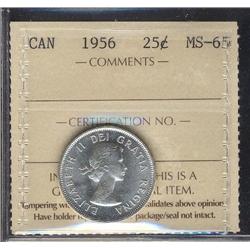 CAN 1956 25¢ MS-65
— COMMENTS —
— CERTIFICATION NO. —
ELIZABETH II DEI GRATIA REGINA
IN THIS IS A
G L ITEM.
Tampering w validates above opinion
Have holder package/seal not intact.